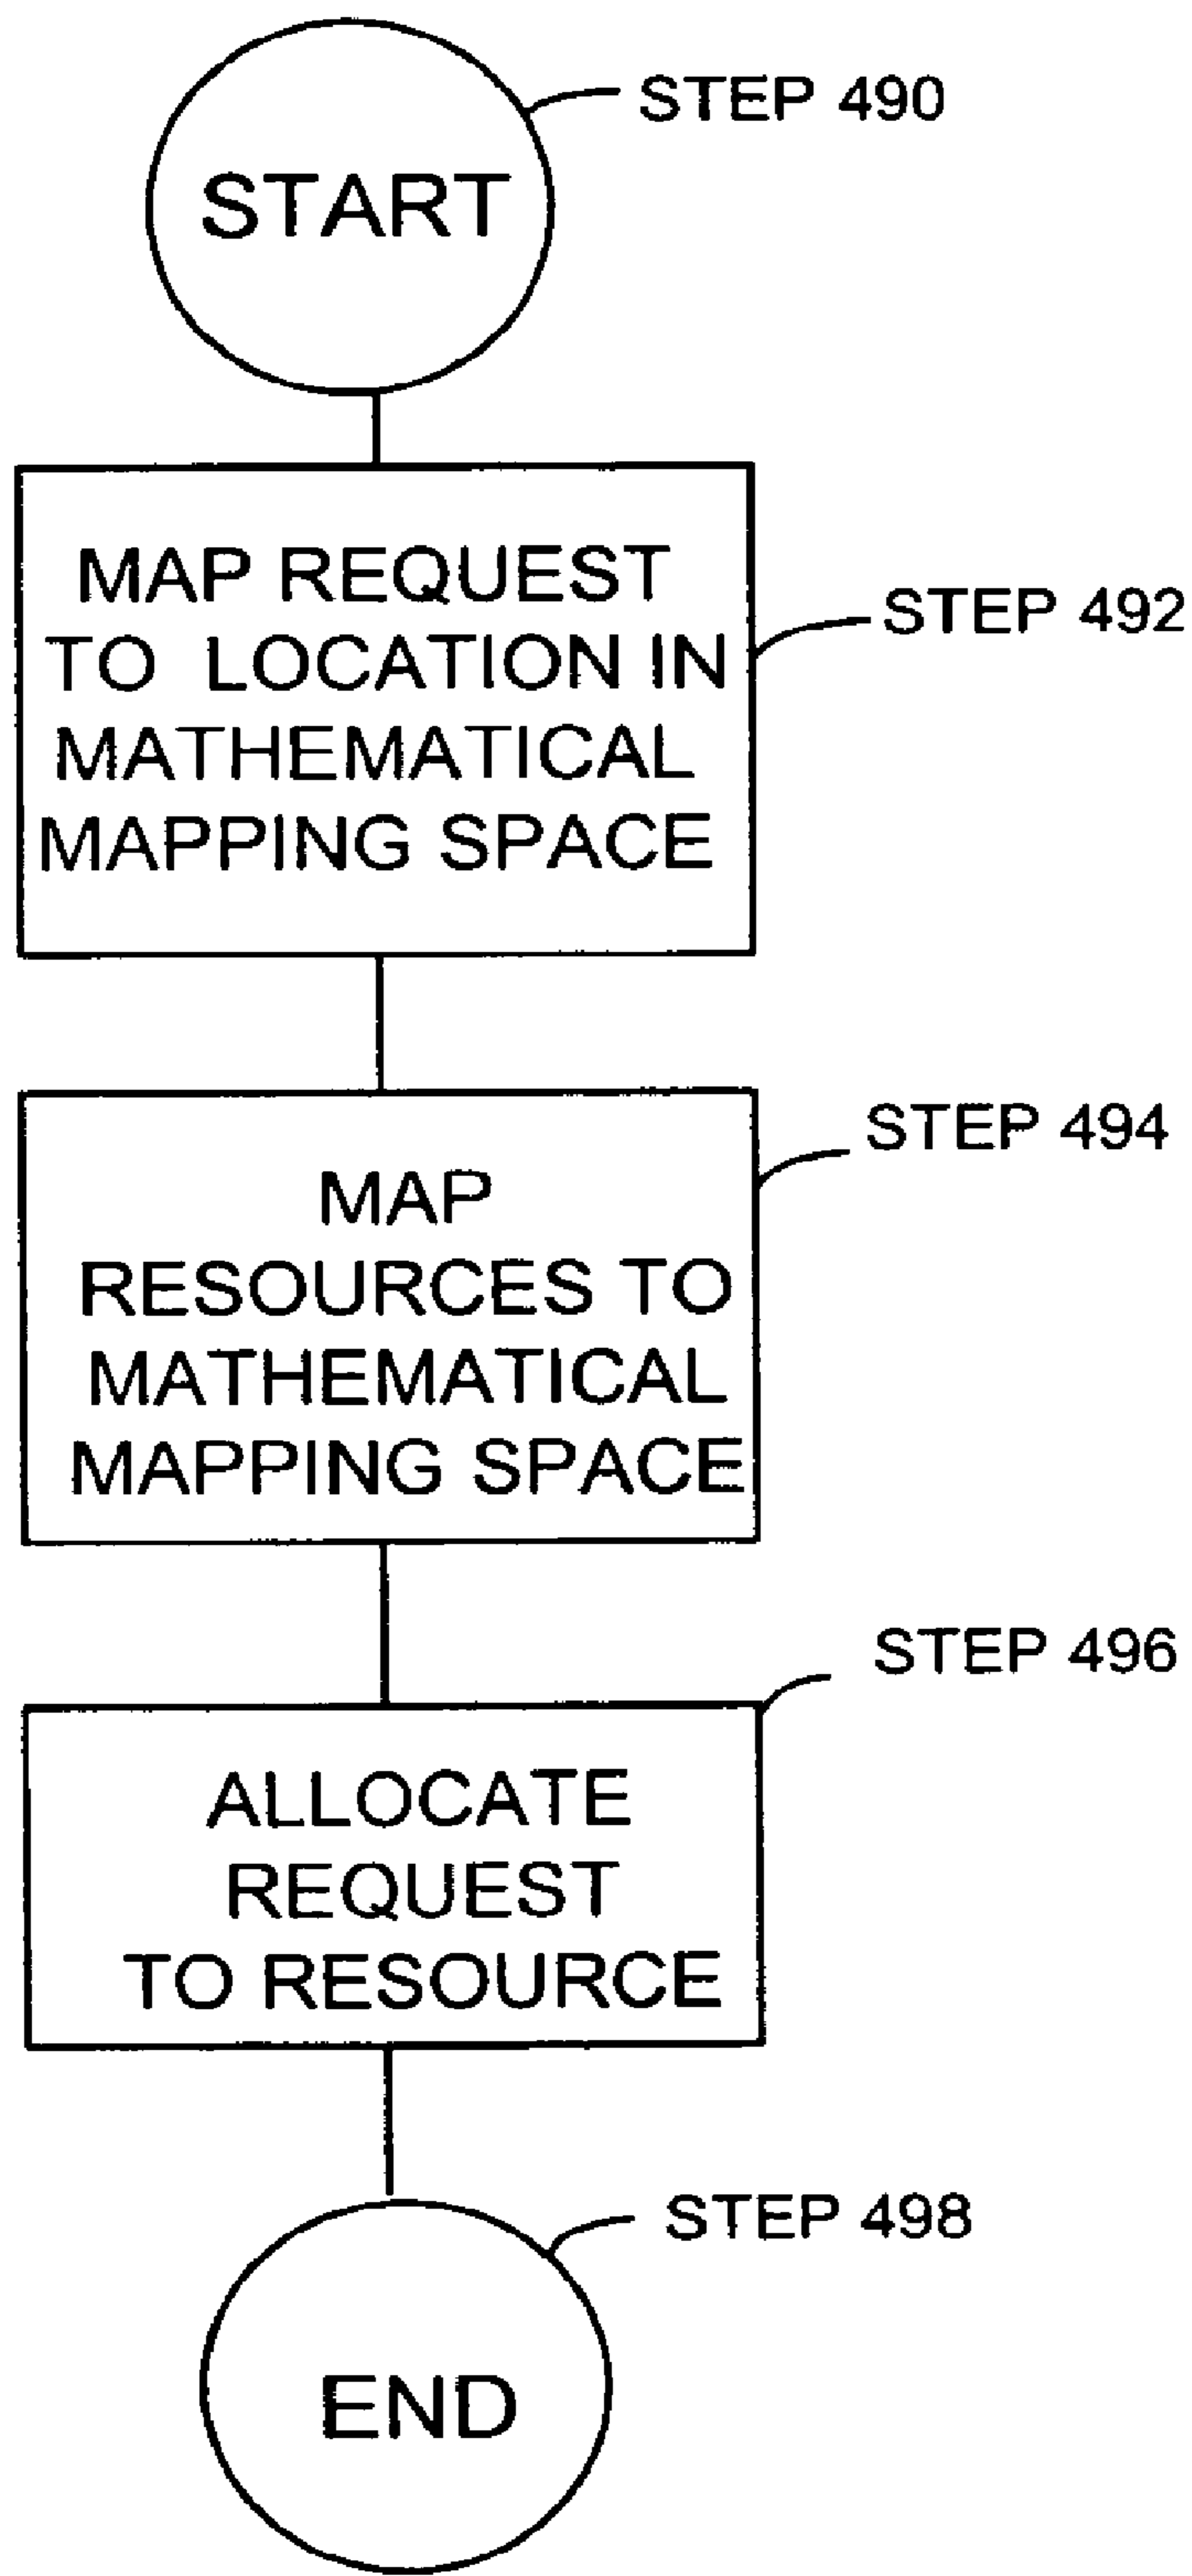 STEP 490
START
MAP REQUEST
TO LOCATION IN
MATHEMATICAL
MAPPING SPACE
STEP 492
STEP 494
MAP
RESOURCES TO
MATHEMATICAL
MAPPING SPACE
STEP 496
ALLOCATE
REQUEST
TO RESOURCE
STEP 498
END